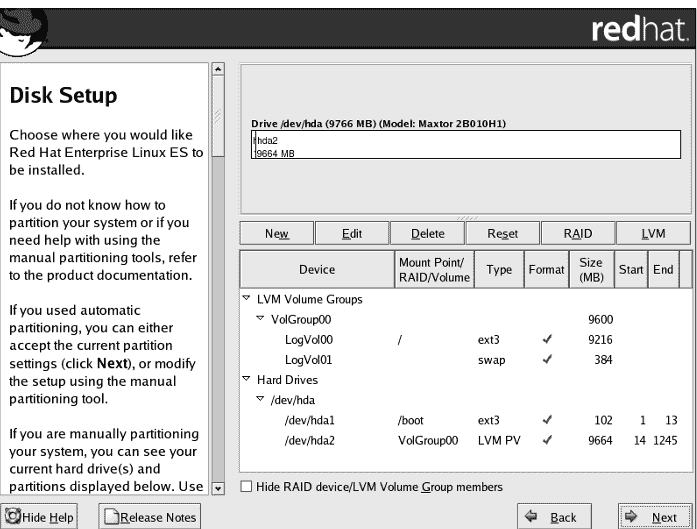 redhat.
Disk Setup
Choose where you would like
Red Hat Enterprise Linux ES to
be installed.
If you do not know how to
partition your system or if you
need help with using the
manual partitioning tools, refer
to the product documentation.
If you used automatic
partitioning, you can either
accept the current partition
settings (click Next), or modify
the setup using the manual
partitioning tool.
If you are manually partitioning
your system, you can see your
current hard drive(s) and
partitions displayed below. Use
Drive /dev/hda (9766 MB) (Model: Maxtor 2B010H1)
hda2
9664 MB
New Edit Delete Reset RAID LVM
Device Mount Point/ RAID/Volume Type Format Size (MB) Start End
LVM Volume Groups
VolGroup00 9600
LogVol00 / ext3 ✓ 9216
LogVol01 swap ✓ 384
Hard Drives
/dev/hda
/dev/hda1 /boot ext3 ✓ 102 1 13
/dev/hda2 VolGroup00 LVM PV ✓ 9664 14 1245
Hide RAID device/LVM Volume Group members
Hide Help Release Notes Back Next